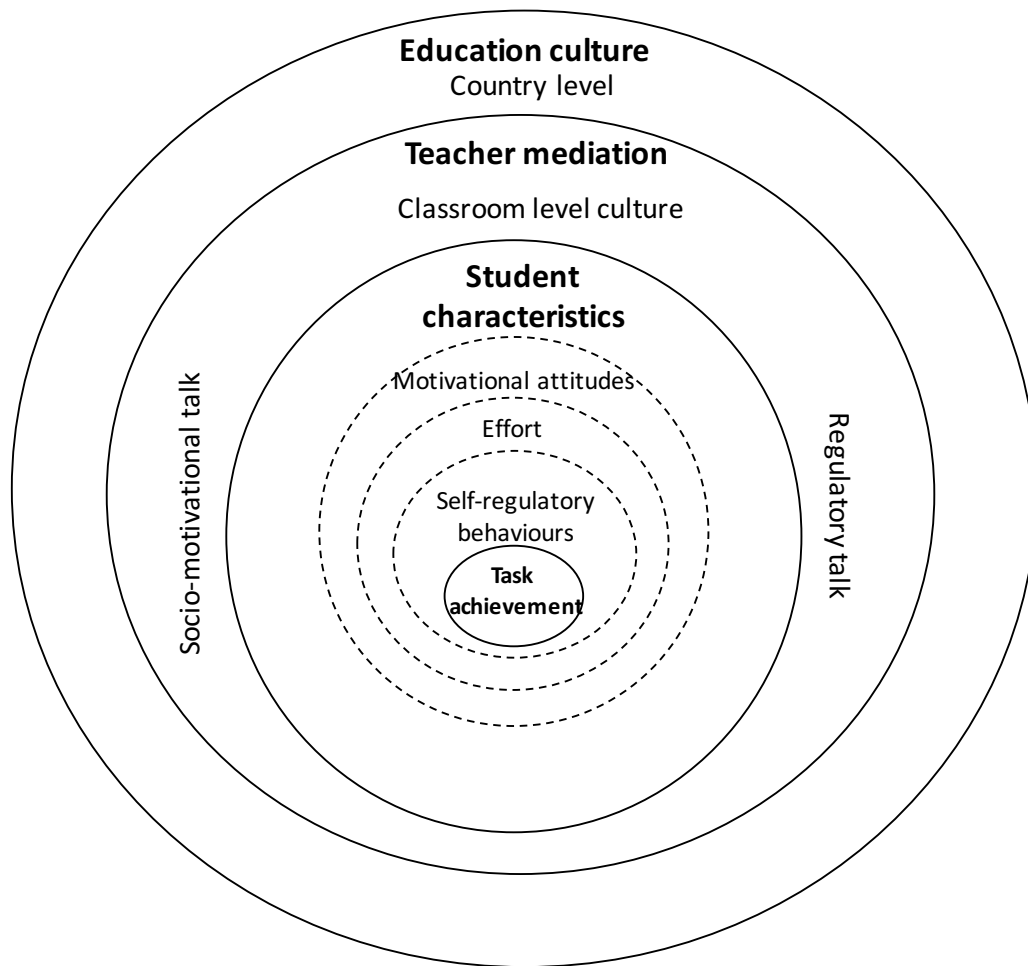 Education culture
Country level
Teacher mediation
Classroom level culture
Student
characteristics
Motivational attitudes
Effort
Self-regulatory
behaviours
Task
achievement
Socio-motivational talk
Regulatory talk